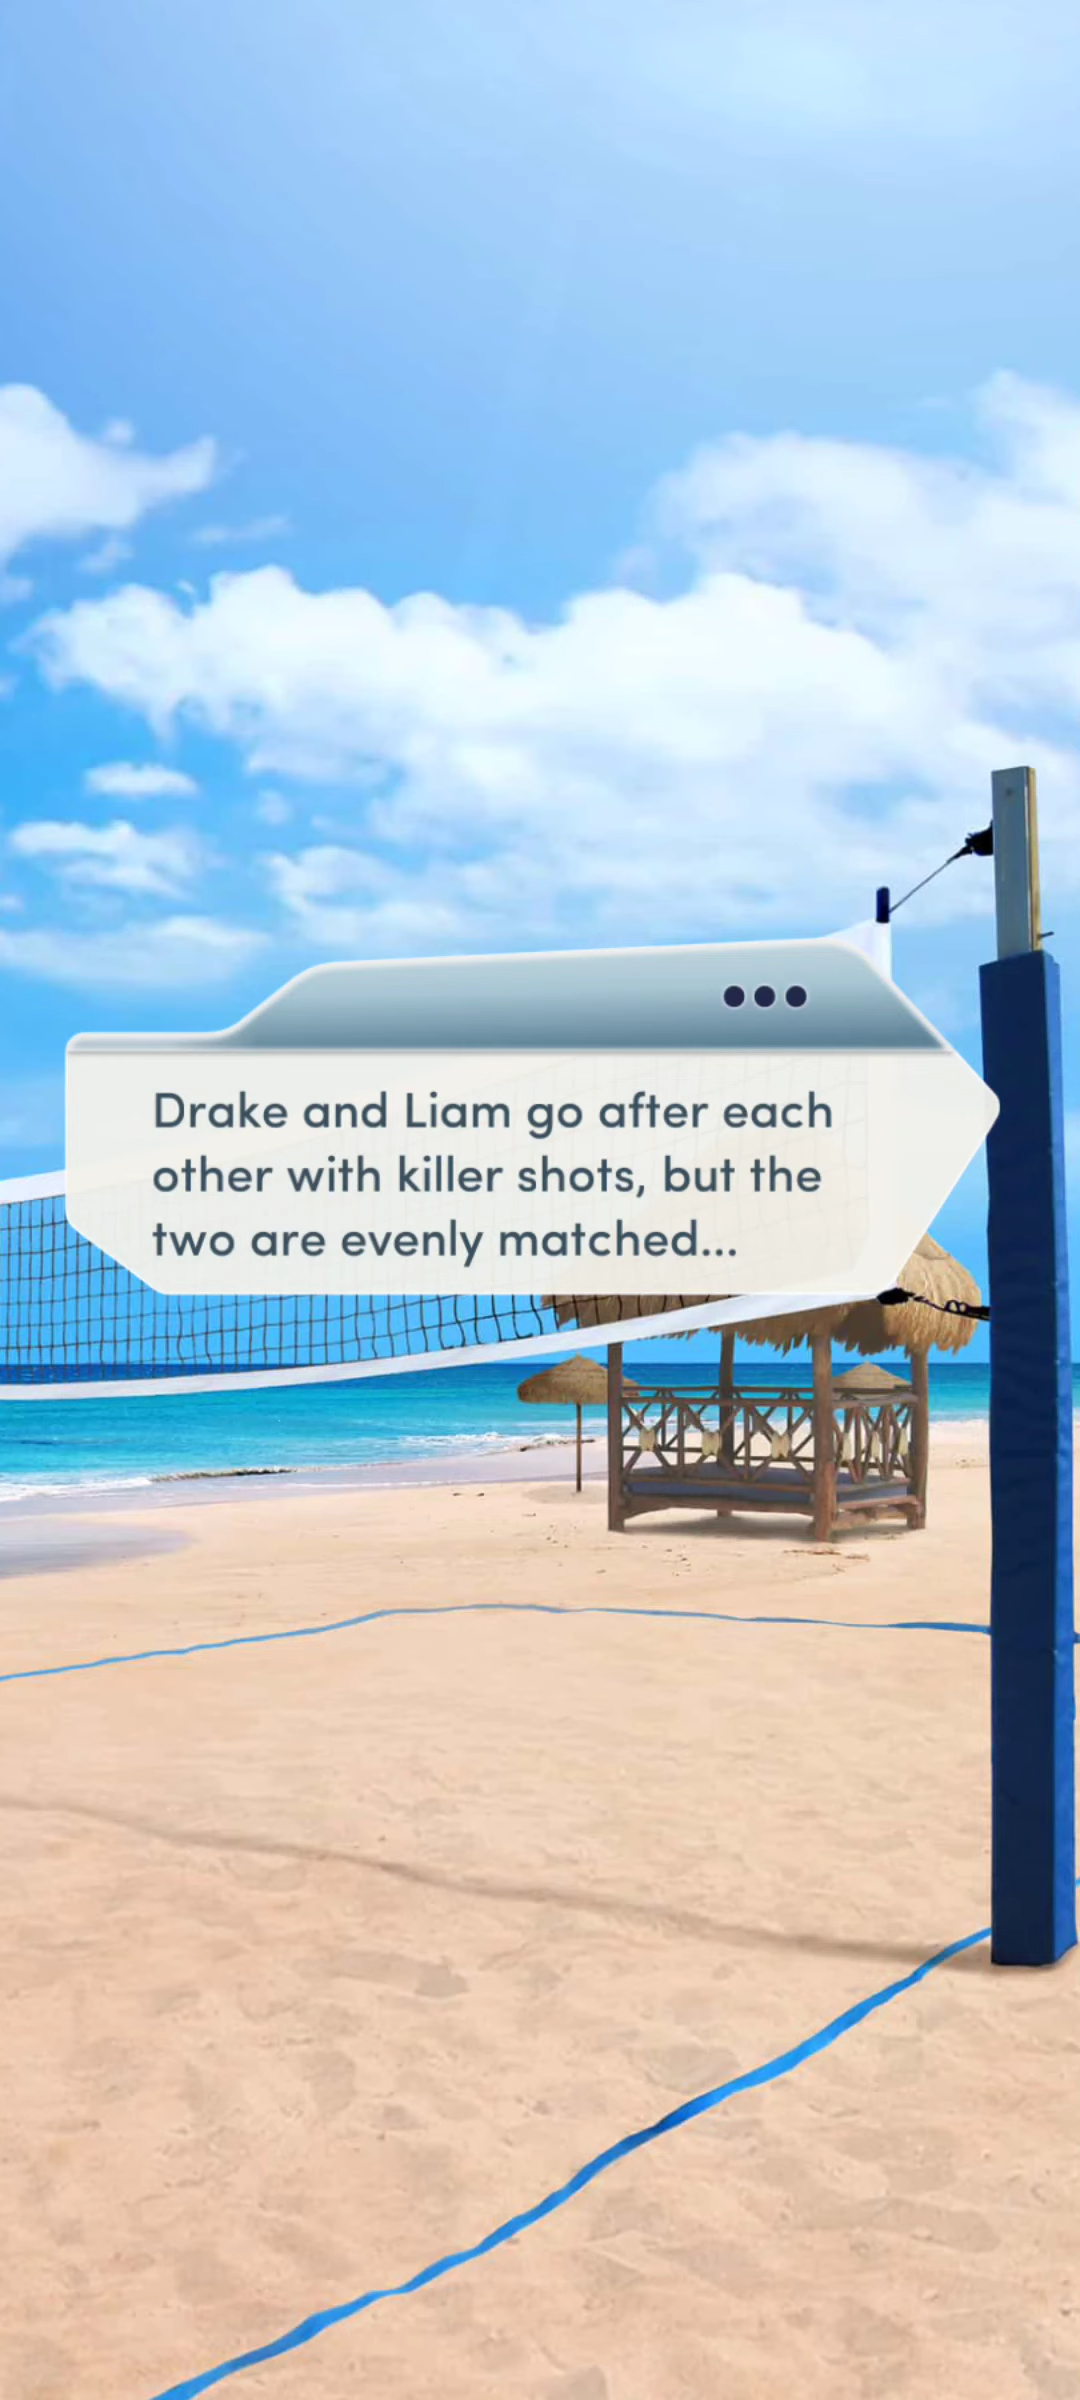 Drake and Liam go after each
other with killer shots, but the
two are evenly matched...